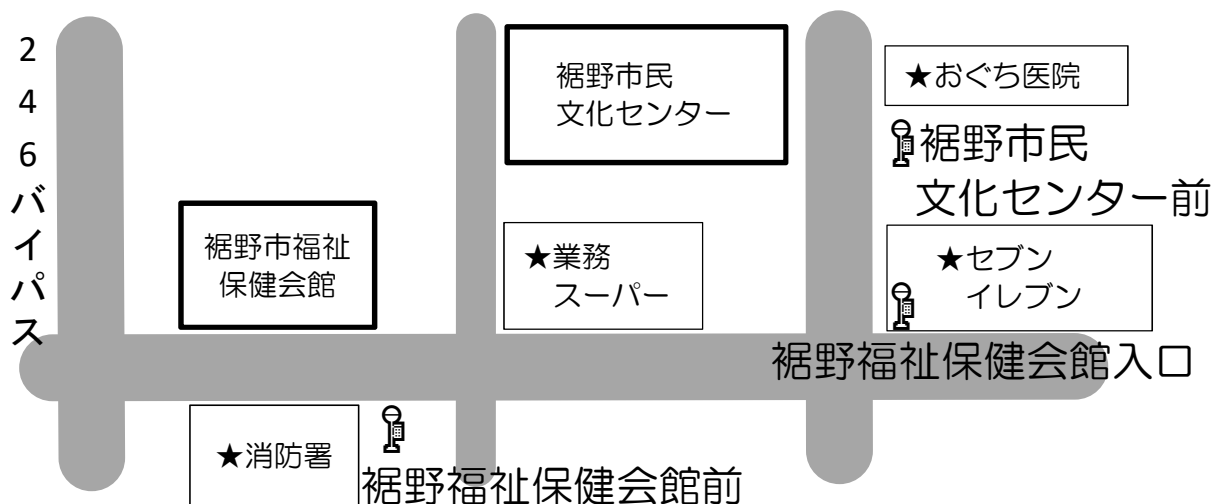 246バイパス
裾野市民
文化センター
★おぐち医院
裾野市民
文化センター前
裾野市福祉
保健会館
★業務
スーパー
★セブン
イレブン
裾野福祉保健会館入口
★消防署
裾野福祉保健会館前